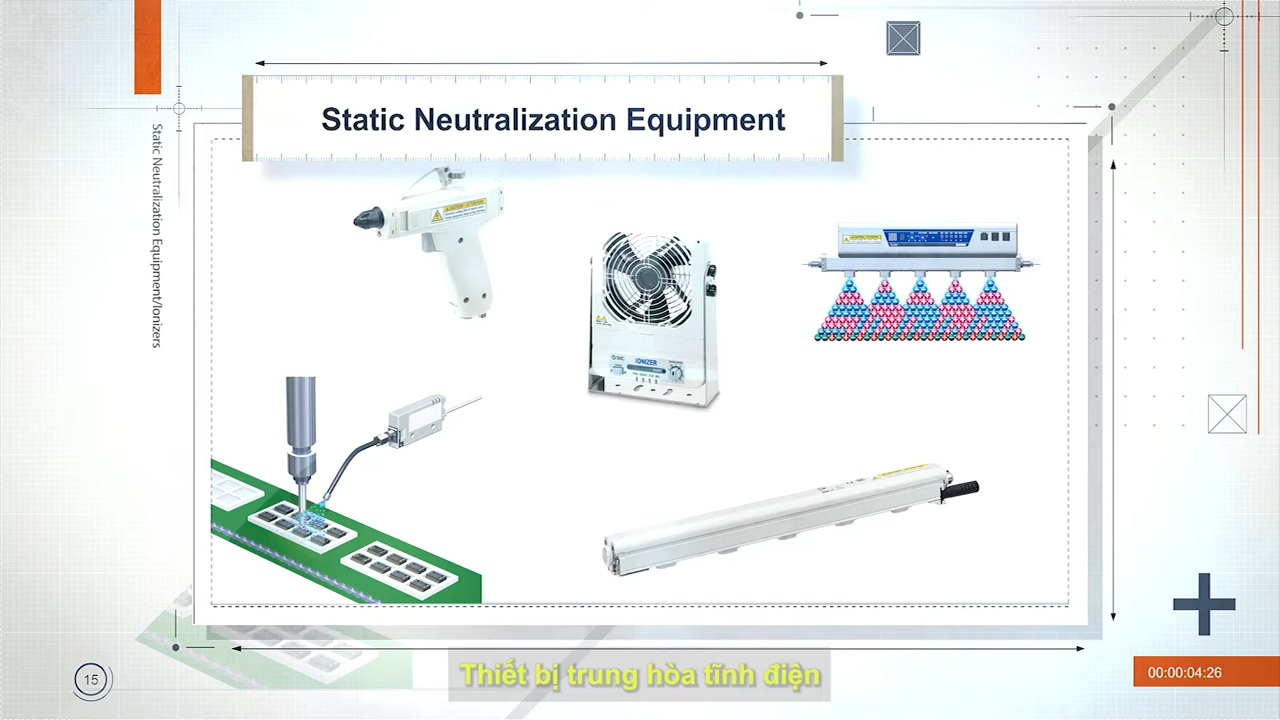 Static Neutralization Equipment
Static Neutralization Equipment/Ionizers
IONIZER
15
Thiết bị trung hòa tĩnh điện
00:00:04:26